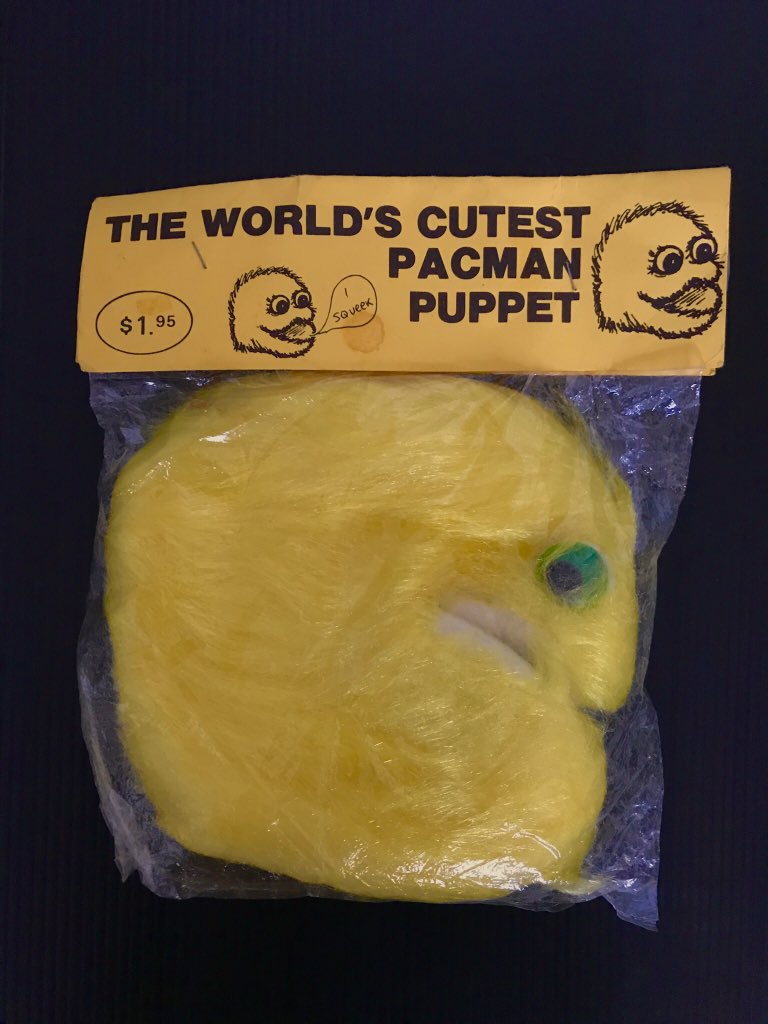 THE WORLD'S CUTEST
PACMAN
PUPPET
$1.95
I
SQUEEK